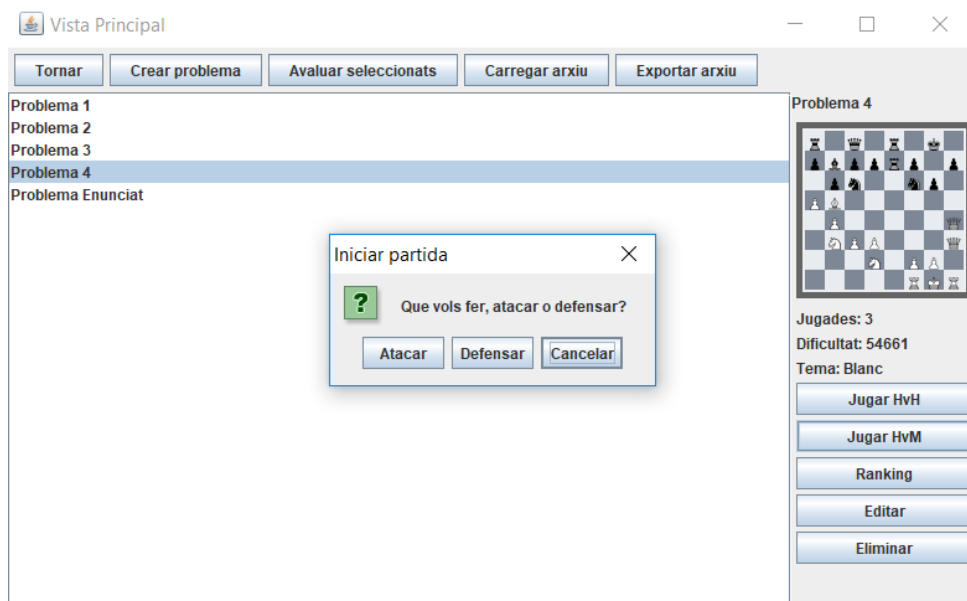 Vista Principal
Tornar Crear problema Avaluar seleccionats Carregar arxiu Exportar arxiu
Problema 1
Problema 2
Problema 3
Problema 4
Problema Enunciat
Iniciar partida
? Que vols fer, atacar o defensar?
Atacar Defensar Cancelar
Problema 4
Jugades: 3
Dificultat: 54661
Tema: Blanc
Jugar HvH
Jugar HvM
Ranking
Editar
Eliminar